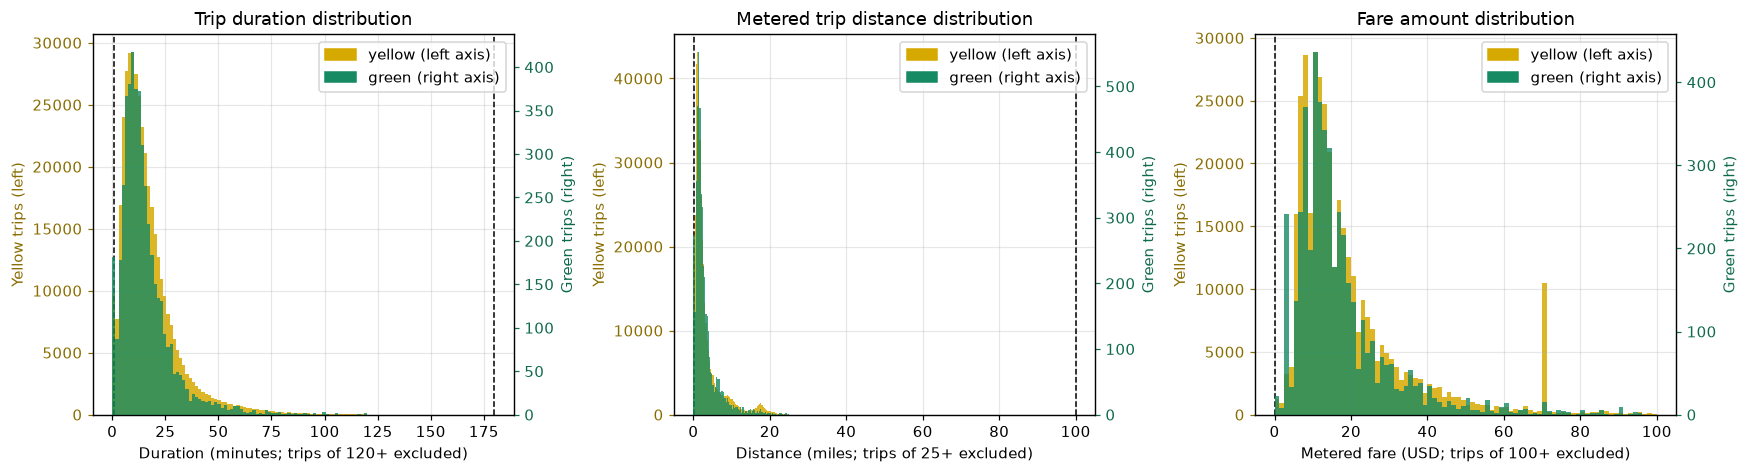 Trip duration distribution
yellow (left axis)
green (right axis)
30000
25000
20000
15000
10000
5000
0
Yellow trips (left)
400
350
300
250
200
150
100
50
0
Green trips (right)
0 25 50 75 100 125 150 175
Duration (minutes; trips of 120+ excluded)
Metered trip distance distribution
yellow (left axis)
green (right axis)
40000
30000
20000
10000
0
Yellow trips (left)
500
400
300
200
100
0
Green trips (right)
0 20 40 60 80 100
Distance (miles; trips of 25+ excluded)
Fare amount distribution
yellow (left axis)
green (right axis)
30000
25000
20000
15000
10000
5000
0
Yellow trips (left)
400
300
200
100
0
Green trips (right)
0 20 40 60 80 100
Metered fare (USD; trips of 100+ excluded)